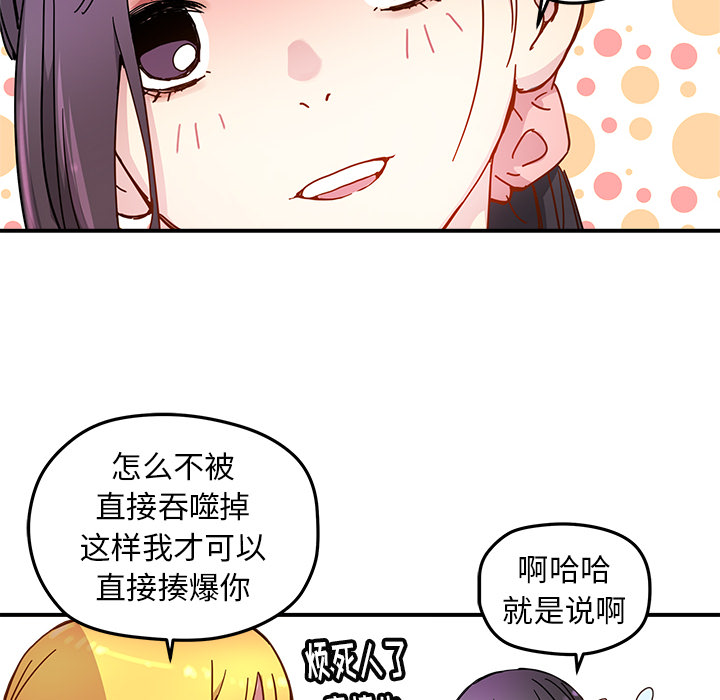 怎么不被
直接吞噬掉
这样我才可以
直接揍爆你
啊哈哈
就是说啊
烦死人了